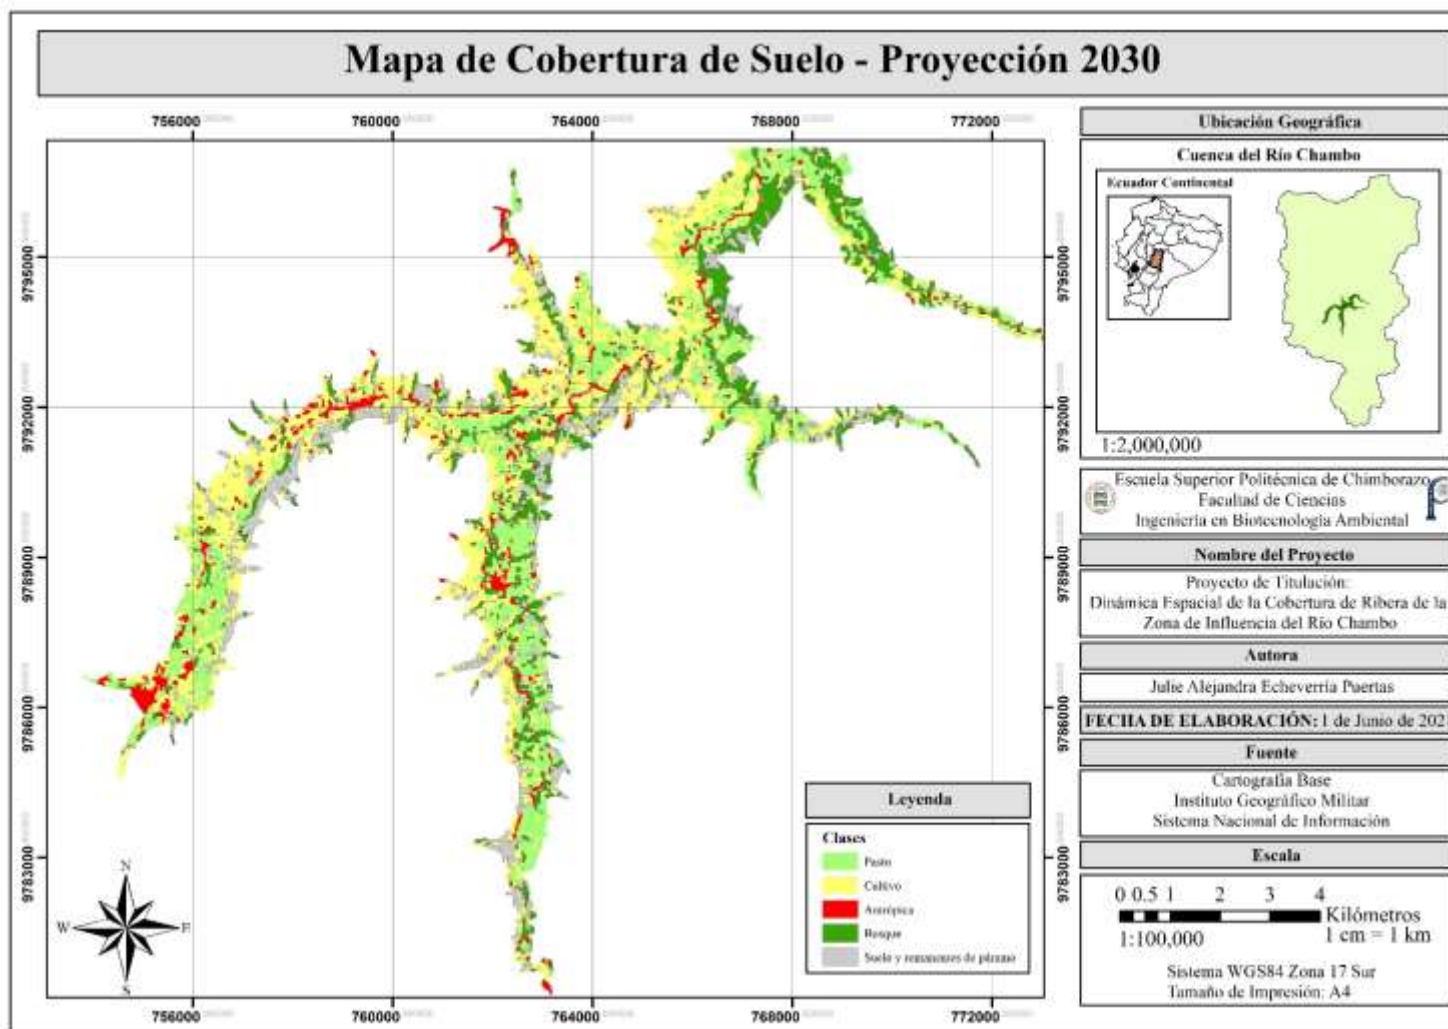 Mapa de Cobertura de Suelo - Proyección 2030
756000
760000
764000
768000
772000
9795000
9792000
9789000
9786000
9783000
9795000
9792000
9789000
9786000
9783000
756000
760000
764000
768000
772000
N
W
E
S
Leyenda
Clases
Pasto
Cultivo
Antrópica
Bosque
Suelo y remanentes de páramo
Ubicación Geográfica
Cuenca del Río Chambo
Ecuador Continental
1:2,000,000
Escuela Superior Politécnica de Chimborazo
Facultad de Ciencias
Ingeniería en Biotecnología Ambiental
Nombre del Proyecto
Proyecto de Titulación:
Dinámica Espacial de la Cobertura de Ribera de la
Zona de Influencia del Río Chambo
Autora
Julie Alejandra Echeverría Puertas
FECHA DE ELABORACIÓN: 1 de Junio de 202
Fuente
Cartografía Base
Instituto Geográfico Militar
Sistema Nacional de Información
Escala
0 0.5 1 2 3 4
Kilómetros
1:100,000
1 cm = 1 km
Sistema WGS84 Zona 17 Sur
Tamaño de Impresión: A4